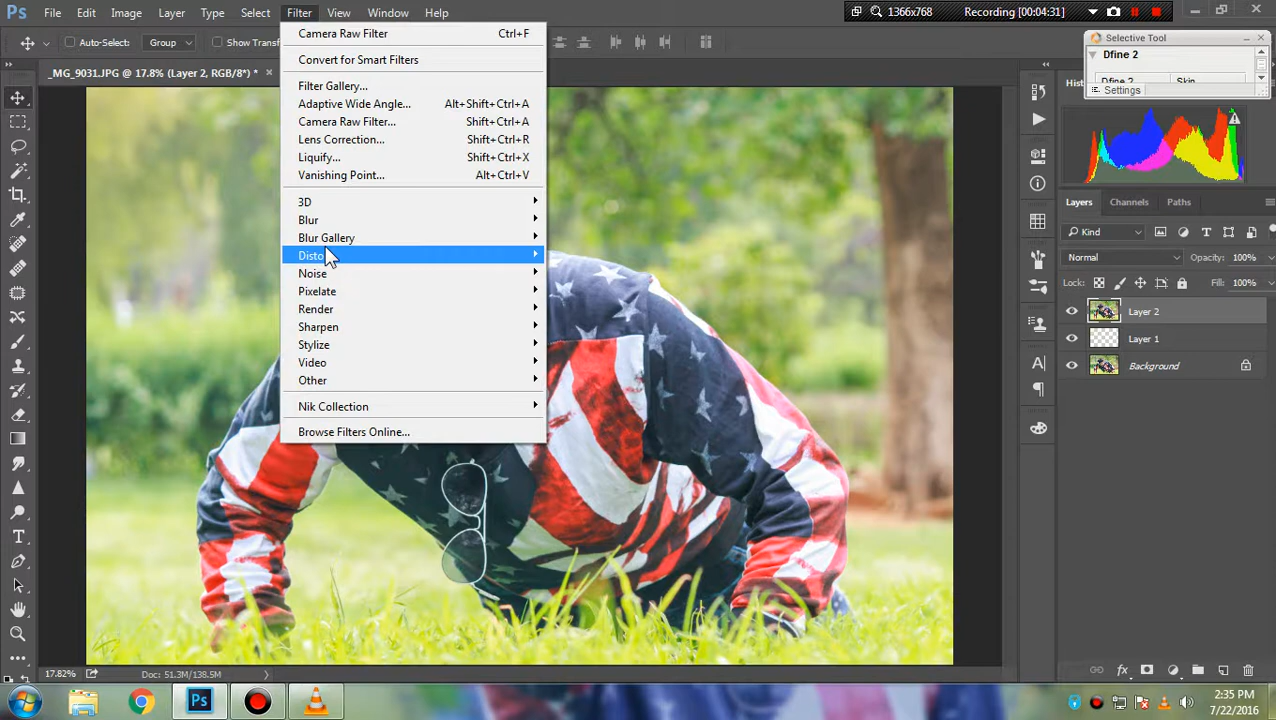 Ps File Edit Image Layer Type Select Filter View Window Help
1366x768 Recording [00:04:31]
Auto-Select: Group Show Transf
Selective Tool
Dfine 2
Dfine 2 Skin
Settings
_MG_9031.JPG @ 17.8% (Layer 2, RGB/8*) *
Camera Raw Filter Ctrl+F
Convert for Smart Filters
Filter Gallery...
Adaptive Wide Angle... Alt+Shift+Ctrl+A
Camera Raw Filter... Shift+Ctrl+A
Lens Correction... Shift+Ctrl+R
Liquify... Shift+Ctrl+X
Vanishing Point... Alt+Ctrl+V
3D
Blur
Blur Gallery
Disto
Noise
Pixelate
Render
Sharpen
Stylize
Video
Other
Nik Collection
Browse Filters Online...
Hist
Layers Channels Paths
Kind
Normal Opacity: 100%
Lock: Fill: 100%
Layer 2
Layer 1
Background
17.82% Doc: 51.3M/138.5M
Ps
2:35 PM
7/22/2016